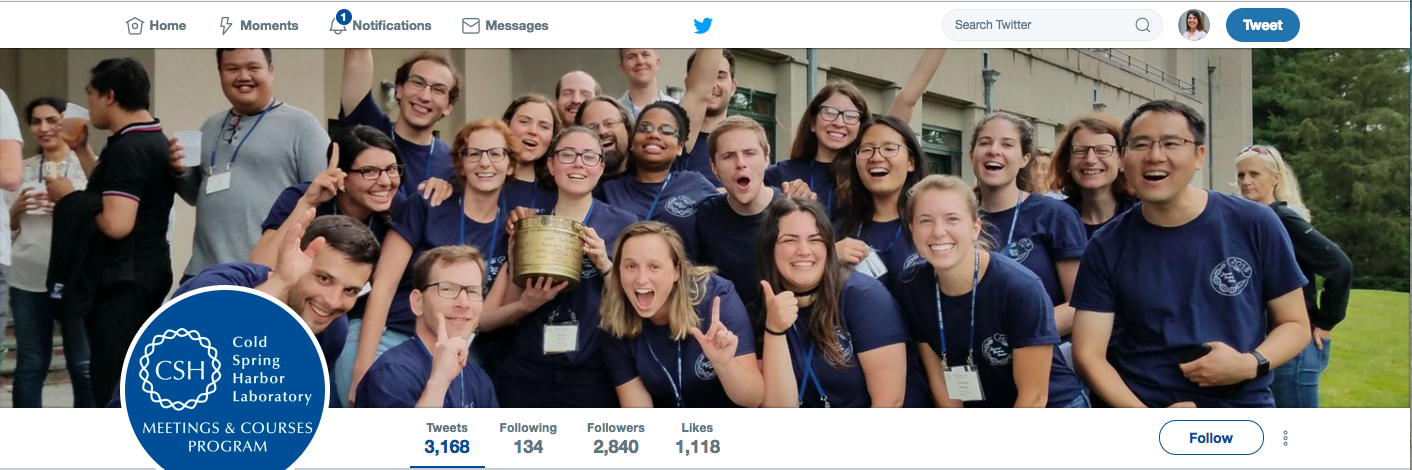 Home
Moments
1
Notifications
Messages
Search Twitter
Tweet
CSH
Cold
Spring
Harbor
Laboratory
MEETINGS & COURSES
PROGRAM
Tweets
3,168
Following
134
Followers
2,840
Likes
1,118
Follow